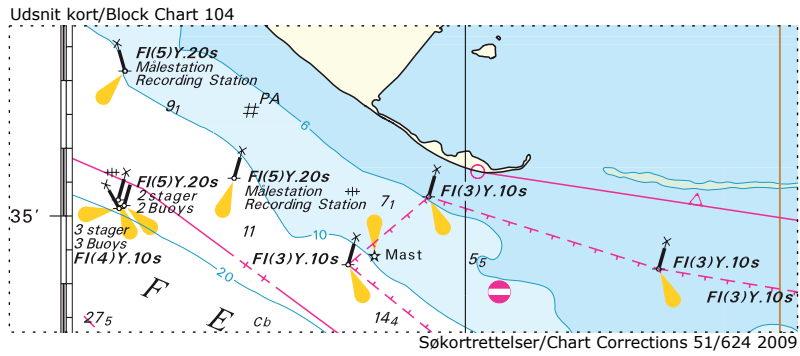 Udsnit kort/Block Chart 104
Fl(5)Y.20s
Målestation
Recording Station
9₁
PA
6
Fl(5)Y.20s
2 stager
2 Buoys
Fl(5)Y.20s
Målestation
Recording Station
7₁
Fl(3)Y.10s
35′
3 stager
3 Buoys
Fl(4)Y.10s
11
10
Fl(3)Y.10s
Mast
5₅
Fl(3)Y.10s
20
Fl(3)Y.10s
F
E
27₅
Cb
14₄
Søkortrettelser/Chart Corrections 51/624 2009